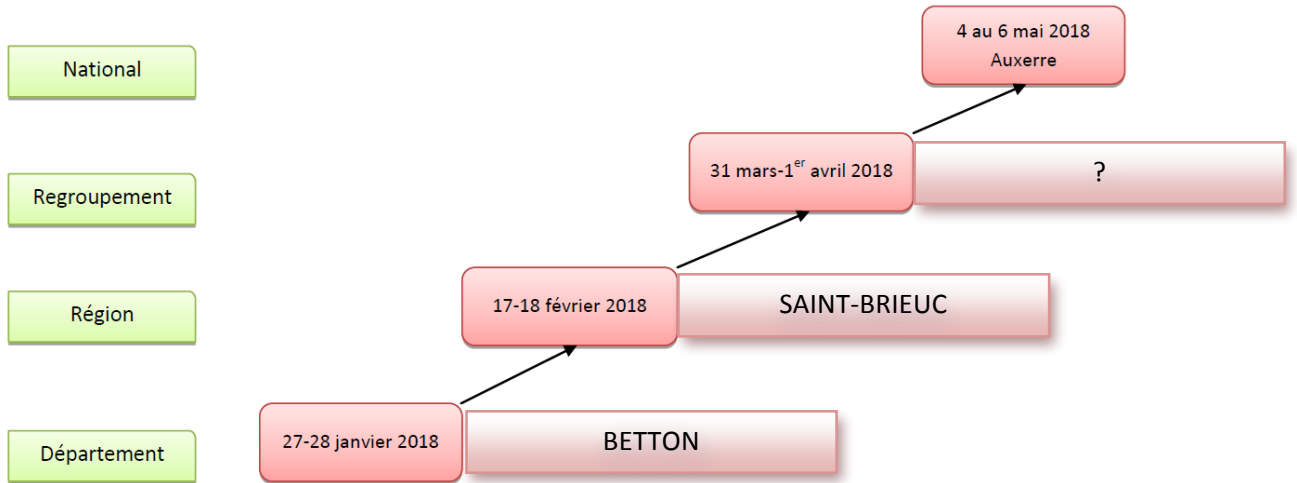 4 au 6 mai 2018
Auxerre
National
31 mars-1er avril 2018
?
Regroupement
17-18 février 2018
SAINT-BRIEUC
Région
27-28 janvier 2018
BETTON
Département